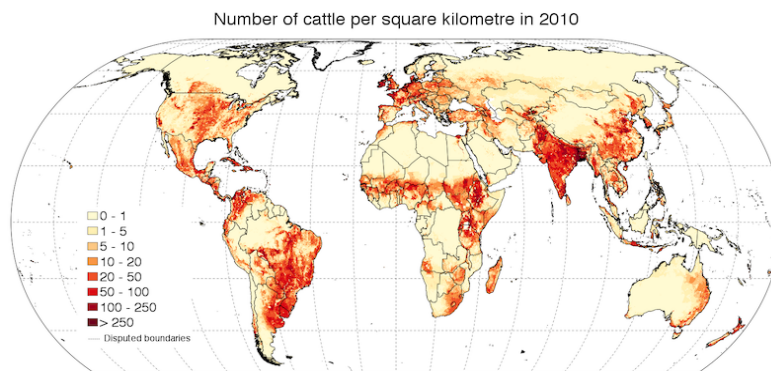 Number of cattle per square kilometre in 2010
0 - 1
1 - 5
5 - 10
10 - 20
20 - 50
50 - 100
100 - 250
> 250
Disputed boundaries